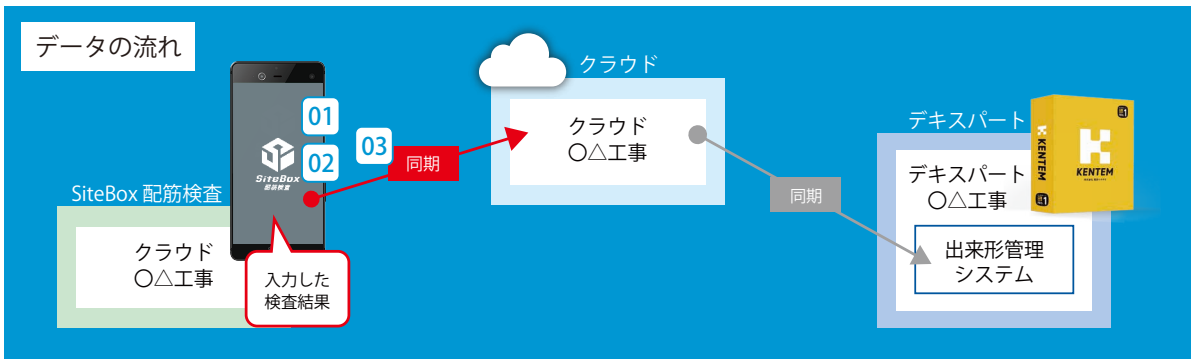 データの流れ
SiteBox 配筋検査
クラウド
〇△工事
SiteBox
配筋検査
01
02
03
同期
入力した
検査結果
クラウド
クラウド
〇△工事
同期
デキスパート
デキスパート
〇△工事
出来形管理
システム
KENTEM
KENTEM